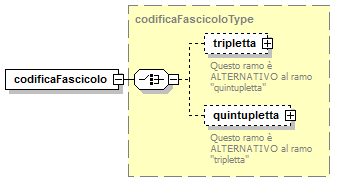 codificaFascicoloType
tripletta
Questo ramo è
ALTERNATIVO al ramo
"quintupletta"
codificaFascicolo
quintupletta
Questo ramo è
ALTERNATIVO al ramo
"tripletta"